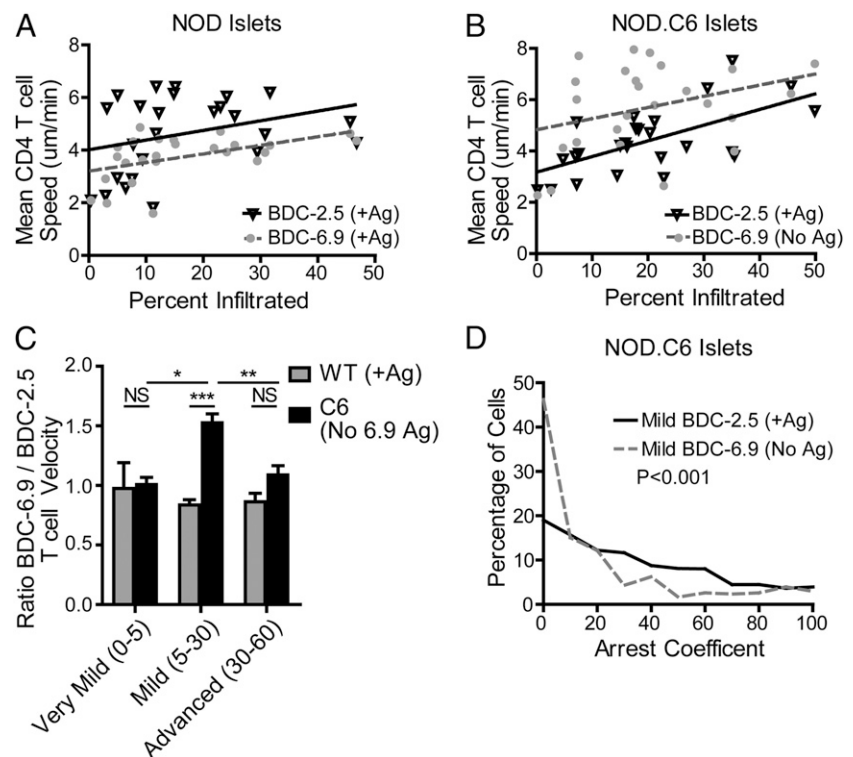 A
NOD Islets
Mean CD4 T cell
Speed (um/min)
8
6
4
2
0
BDC-2.5 (+Ag)
BDC-6.9 (+Ag)
0 10 20 30 40 50
Percent Infiltrated
B
NOD.C6 Islets
Mean CD4 T cell
Speed (um/min)
8
6
4
2
0
BDC-2.5 (+Ag)
BDC-6.9 (No Ag)
0 10 20 30 40 50
Percent Infiltrated
C
Ratio BDC-6.9 / BDC-2.5
T cell Velocity
2.0
1.5
1.0
0.5
0.0
* **
NS *** NS
WT (+Ag)
C6
(No 6.9 Ag)
Very Mild (0-5)
Mild (5-30)
Advanced (30-60)
D
NOD.C6 Islets
Percentage of Cells
50
40
30
20
10
0
Mild BDC-2.5 (+Ag)
Mild BDC-6.9 (No Ag)
P<0.001
0 20 40 60 80 100
Arrest Coefficent